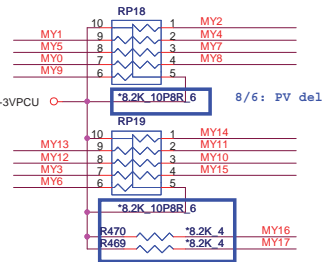 RP18
10 1 MY2
MY1 9 2 MY4
MY5 8 3 MY7
MY0 7 4 MY8
MY9 6 5
-3VPCU
*8.2K_10P8R_6 8/6: PV del
RP19
10 1 MY14
MY13 9 2 MY11
MY12 8 3 MY10
MY3 7 4 MY15
MY6 6 5
*8.2K_10P8R_6
R470 *8.2K_4 MY16
R469 *8.2K_4 MY17